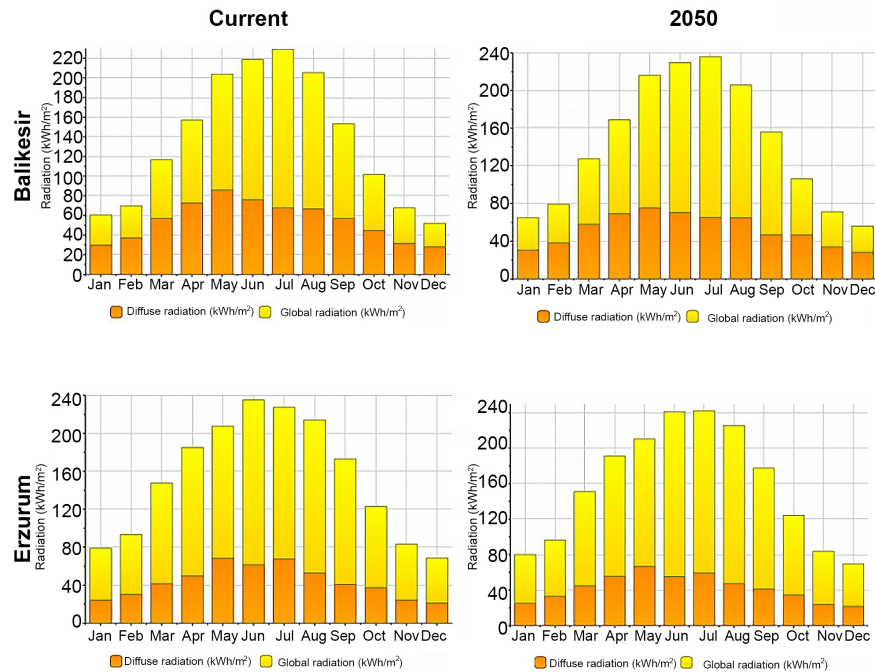 Current
2050
Balikesir
Radiation (kWh/m²)
220
200
180
160
140
120
100
80
60
40
20
0
Jan Feb Mar Apr May Jun Jul Aug Sep Oct Nov Dec
Diffuse radiation (kWh/m²) Global radiation (kWh/m²)
Radiation (kWh/m²)
240
200
160
120
80
40
0
Jan Feb Mar Apr May Jun Jul Aug Sep Oct Nov Dec
Diffuse radiation (kWh/m²) Global radiation (kWh/m²)
Erzurum
Radiation (kWh/m²)
240
200
160
120
80
40
0
Jan Feb Mar Apr May Jun Jul Aug Sep Oct Nov Dec
Diffuse radiation (kWh/m²) Global radiation (kWh/m²)
Radiation (kWh/m²)
240
200
160
120
80
40
0
Jan Feb Mar Apr May Jun Jul Aug Sep Oct Nov Dec
Diffuse radiation (kWh/m²) Global radiation (kWh/m²)